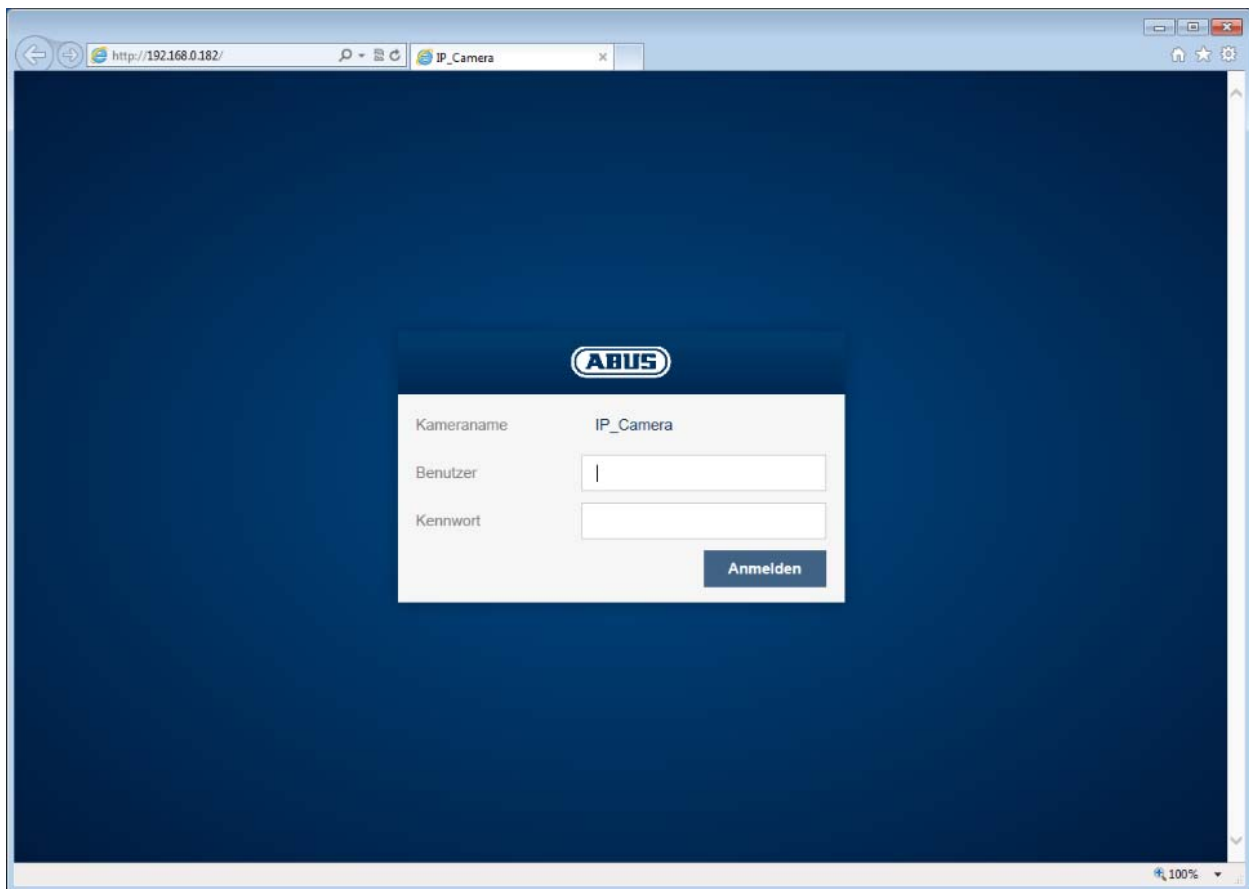 http://192.168.0.182/
IP_Camera
ABUS
Kameraname IP_Camera
Benutzer
Kennwort
Anmelden
100%